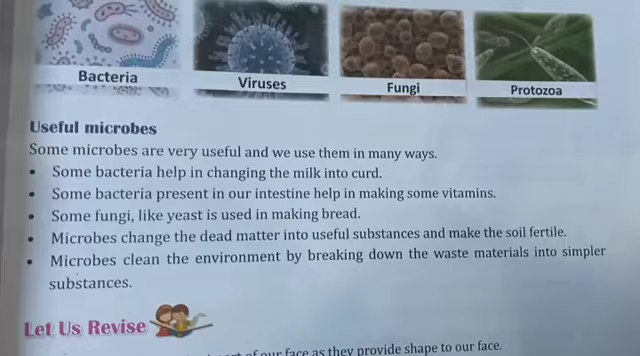 Bacteria
Viruses
Fungi
Protozoa
Useful microbes
Some microbes are very useful and we use them in many ways.
• Some bacteria help in changing the milk into curd.
• Some bacteria present in our intestine help in making some vitamins.
• Some fungi, like yeast is used in making bread.
• Microbes change the dead matter into useful substances and make the soil fertile.
• Microbes clean the environment by breaking down the waste materials into simpler
substances.
Let Us Revise
of our face as they provide shape to our face.